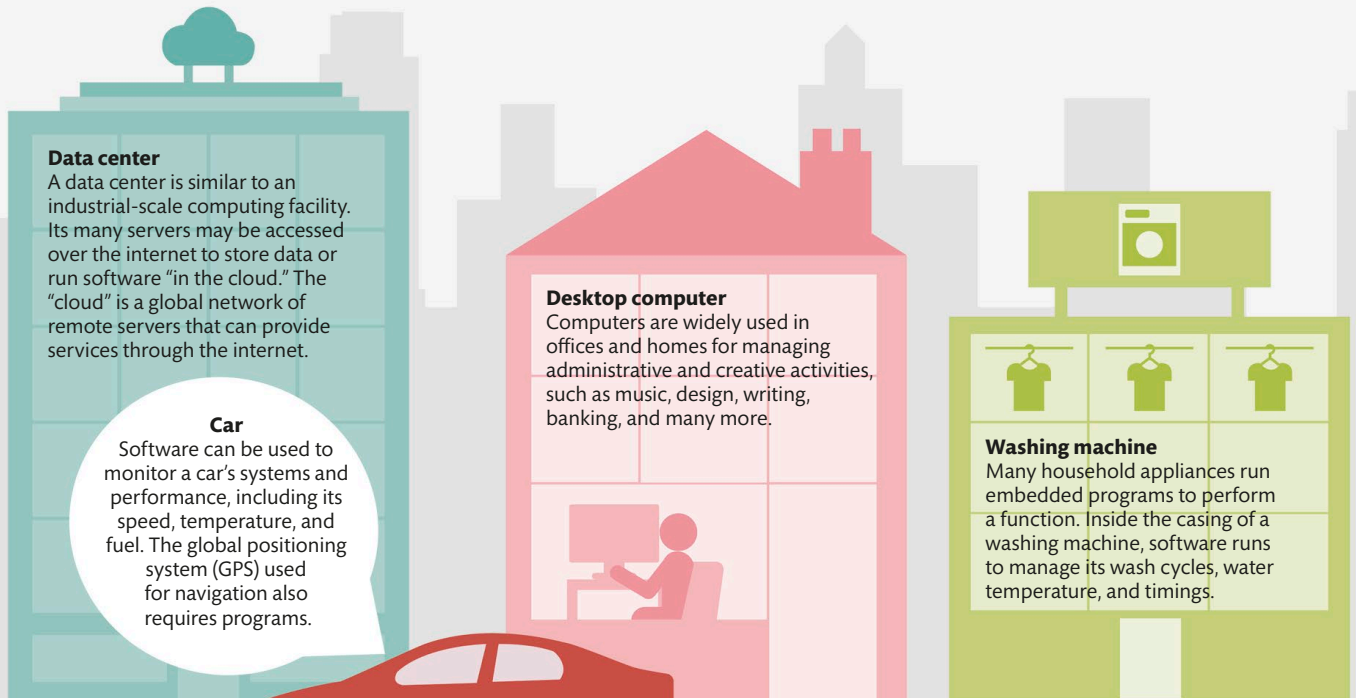 Data center
A data center is similar to an
industrial-scale computing facility.
Its many servers may be accessed
over the internet to store data or
run software “in the cloud.” The
“cloud” is a global network of
remote servers that can provide
services through the internet.
Car
Software can be used to
monitor a car’s systems and
performance, including its
speed, temperature, and
fuel. The global positioning
system (GPS) used
for navigation also
requires programs.
Desktop computer
Computers are widely used in
offices and homes for managing
administrative and creative activities,
such as music, design, writing,
banking, and many more.
Washing machine
Many household appliances run
embedded programs to perform
a function. Inside the casing of a
washing machine, software runs
to manage its wash cycles, water
temperature, and timings.